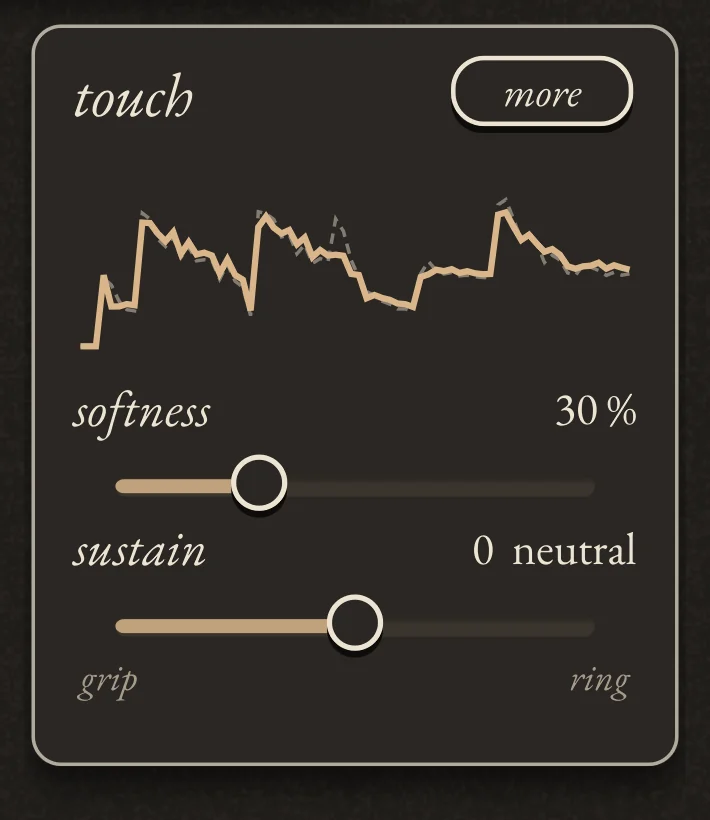 touch
more
softness 30 %
sustain 0 neutral
grip ring